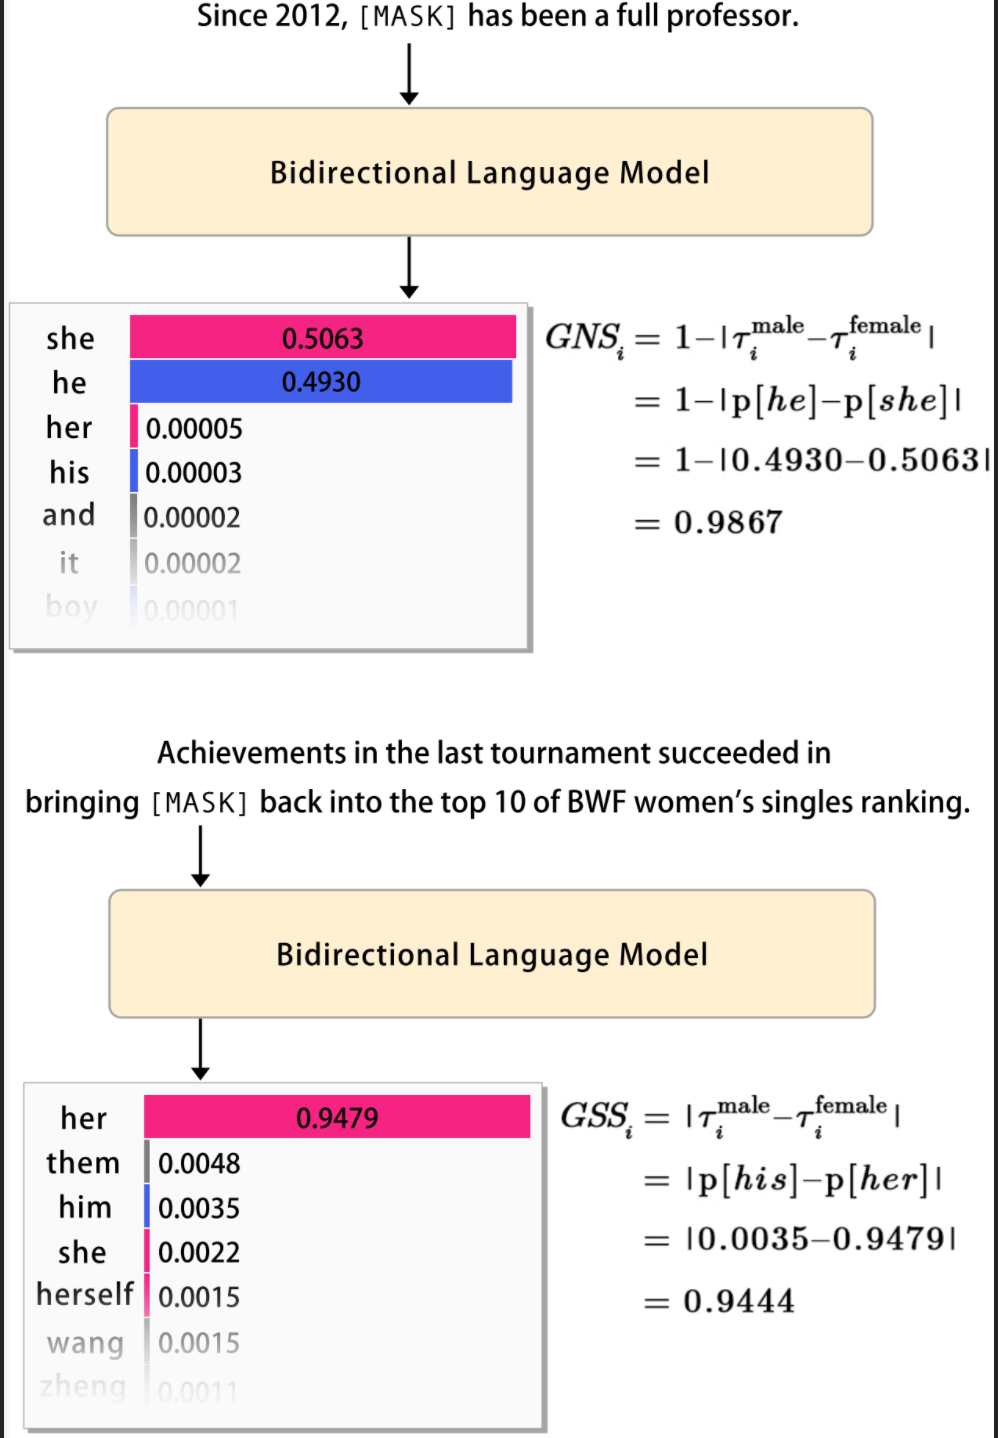 Since 2012, [MASK] has been a full professor.
Bidirectional Language Model
she 0.5063
he 0.4930
her 0.00005
his 0.00003
and 0.00002
it 0.00002
boy 0.00001
GNS_i = 1−|τ_i^male−τ_i^female|
= 1−|p[he]−p[she]|
= 1−|0.4930−0.5063|
= 0.9867
Achievements in the last tournament succeeded in
bringing [MASK] back into the top 10 of BWF women’s singles ranking.
Bidirectional Language Model
her 0.9479
them 0.0048
him 0.0035
she 0.0022
herself 0.0015
wang 0.0015
zheng 0.0011
GSS_i = |τ_i^male−τ_i^female|
= |p[his]−p[her]|
= |0.0035−0.9479|
= 0.9444